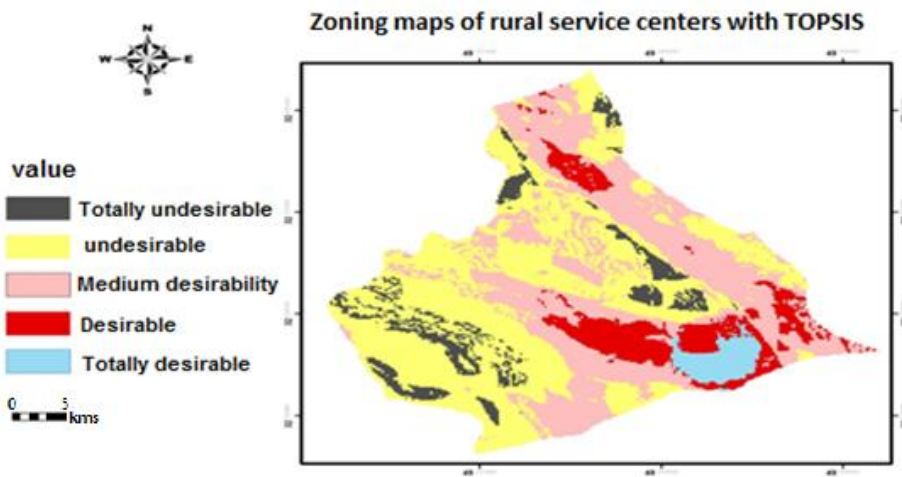 Zoning maps of rural service centers with TOPSIS
N
W E
S
value
Totally undesirable
undesirable
Medium desirability
Desirable
Totally desirable
0 5
kms